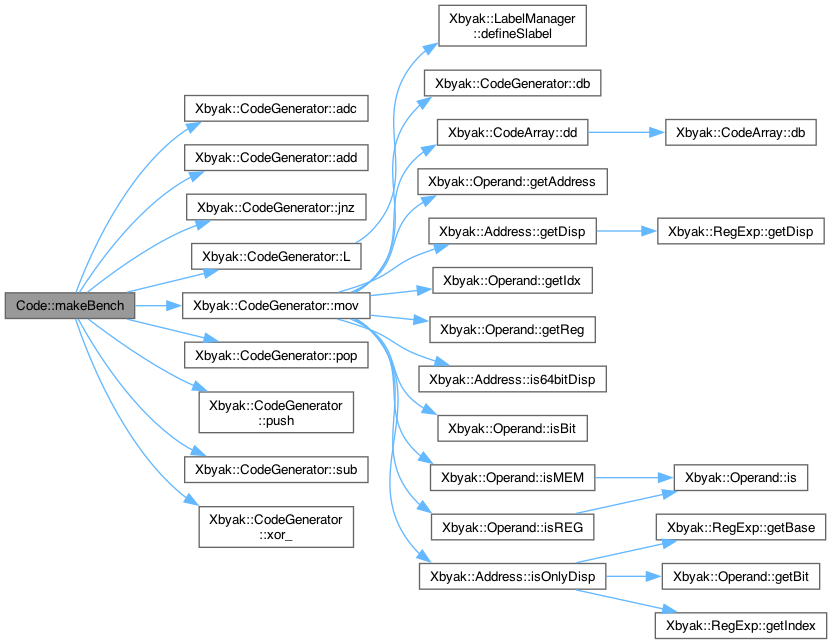 Code::makeBench
Xbyak::CodeGenerator::adc
Xbyak::CodeGenerator::add
Xbyak::CodeGenerator::jnz
Xbyak::CodeGenerator::L
Xbyak::CodeGenerator::mov
Xbyak::CodeGenerator::pop
Xbyak::CodeGenerator
::push
Xbyak::CodeGenerator::sub
Xbyak::CodeGenerator
::xor_
Xbyak::LabelManager
::defineSlabel
Xbyak::CodeGenerator::db
Xbyak::CodeArray::dd
Xbyak::Operand::getAddress
Xbyak::Address::getDisp
Xbyak::Operand::getIdx
Xbyak::Operand::getReg
Xbyak::Address::is64bitDisp
Xbyak::Operand::isBit
Xbyak::Operand::isMEM
Xbyak::Operand::isREG
Xbyak::Address::isOnlyDisp
Xbyak::CodeArray::db
Xbyak::RegExp::getDisp
Xbyak::Operand::is
Xbyak::RegExp::getBase
Xbyak::Operand::getBit
Xbyak::RegExp::getIndex